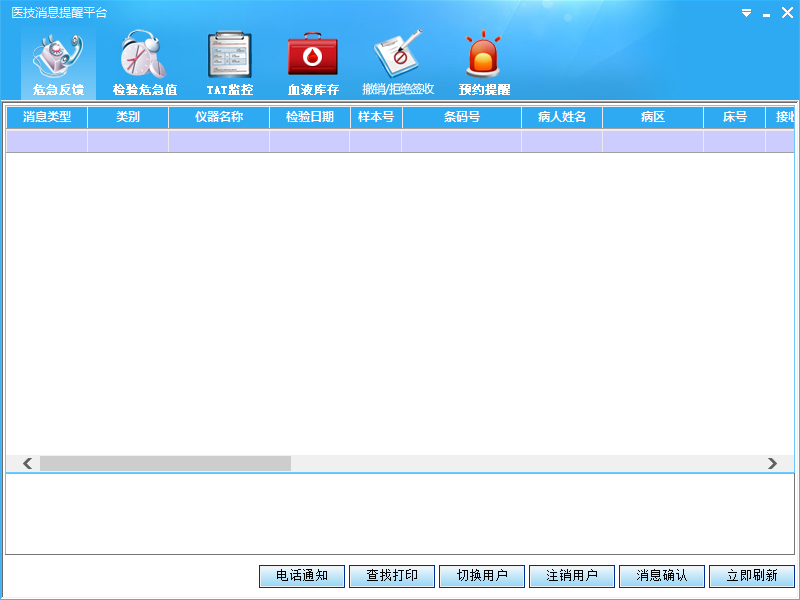 医技消息提醒平台
危急反馈 检验危急值 TAT监控 血液库存 撤销/拒绝签收 预约提醒
消息类型 类别 仪器名称 检验日期 样本号 条码号 病人姓名 病区 床号 接收
电话通知 查找打印 切换用户 注销用户 消息确认 立即刷新